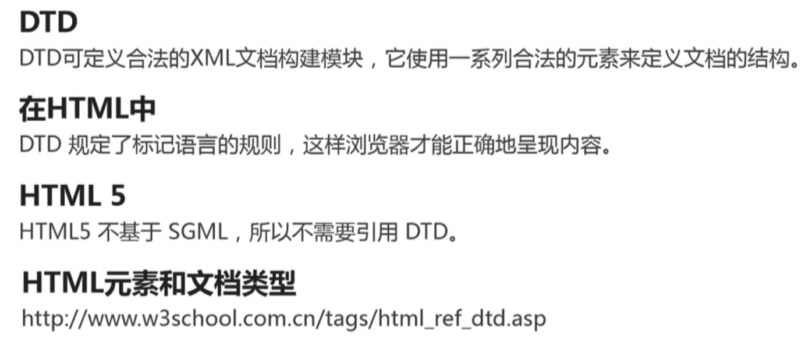 DTD
DTD可定义合法的XML文档构建模块，它使用一系列合法的元素来定义文档的结构。
在HTML中
DTD 规定了标记语言的规则，这样浏览器才能正确地呈现内容。
HTML 5
HTML5 不基于 SGML，所以不需要引用 DTD。
HTML元素和文档类型
http://www.w3school.com.cn/tags/html_ref_dtd.asp